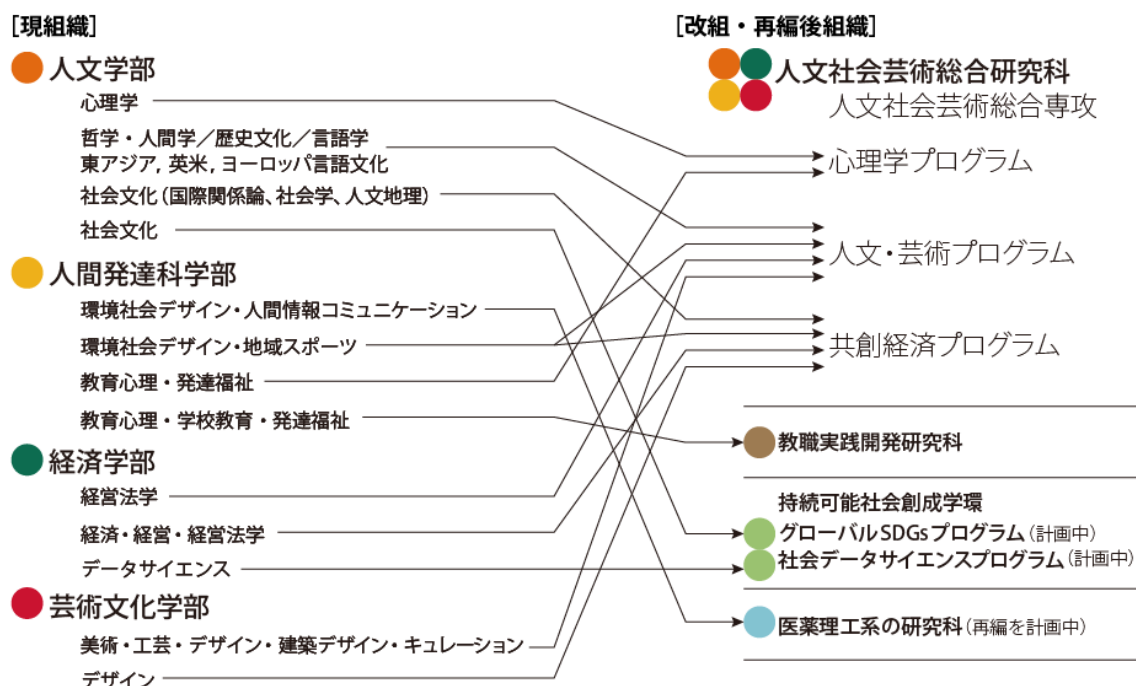 [現組織]
人文学部
心理学
哲学・人間学／歴史文化／言語学
東アジア, 英米, ヨーロッパ言語文化
社会文化(国際関係論、社会学、人文地理)
社会文化
人間発達科学部
環境社会デザイン・人間情報コミュニケーション
環境社会デザイン・地域スポーツ
教育心理・発達福祉
教育心理・学校教育・発達福祉
経済学部
経営法学
経済・経営・経営法学
データサイエンス
芸術文化学部
美術・工芸・デザイン・建築デザイン・キュレーション
デザイン
[改組・再編後組織]
人文社会芸術総合研究科
人文社会芸術総合専攻
心理学プログラム
人文・芸術プログラム
共創経済プログラム
教職実践開発研究科
持続可能社会創成学環
グローバルSDGsプログラム(計画中)
社会データサイエンスプログラム(計画中)
医薬理工系の研究科(再編を計画中)